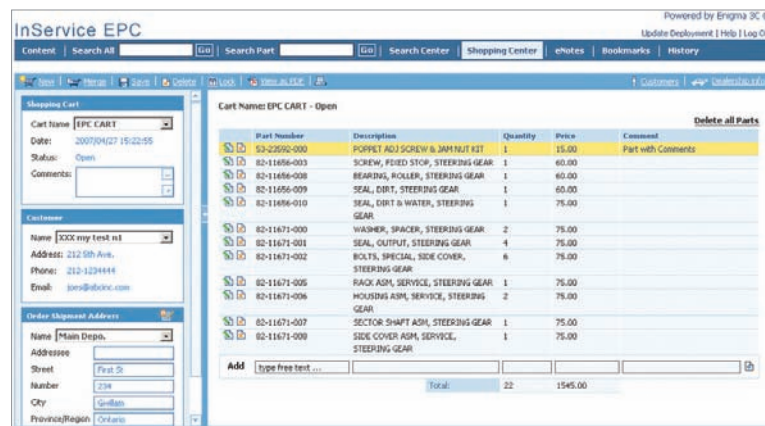 Powered by Enigma 3C
InService EPC
Update Deployment | Help | Log O
Content | Search All Go | Search Part Go | Search Center | Shopping Center | eNotes | Bookmarks | History
New | Merge | Save | Delete | Lock | View as PDF | Customers | Dealership Info
Shopping Cart
Cart Name EPC CART
Date: 2007/04/27 15:22:55
Status: Open
Comments:
Customer
Name XXX my test n1
Address: 212 5th Ave.
Phone: 212-1234444
Email:
Order Shipment Address
Name Main Depo.
Addressee
Street First St
Number 234
City
Province/Region Ontario
Cart Name: EPC CART - Open
Delete all Parts
Part Number Description Quantity Price Comment
53-23592-000 POPPET ADJ SCREW & JAM NUT KIT 1 15.00 Part with Comments
82-11656-003 SCREW, FIXED STOP, STEERING GEAR 1 60.00
82-11656-008 BEARING, ROLLER, STEERING GEAR 1 60.00
82-11656-009 SEAL, DIRT, STEERING GEAR 1 60.00
82-11656-010 SEAL, DIRT & WATER, STEERING 1 75.00
GEAR
82-11671-000 WASHER, SPACER, STEERING GEAR 2 75.00
82-11671-001 SEAL, OUTPUT, STEERING GEAR 4 75.00
82-11671-002 BOLTS, SPECIAL, SIDE COVER, 6 75.00
STEERING GEAR
82-11671-005 RACK ASM, SERVICE, STEERING GEAR 1 75.00
82-11671-006 HOUSING ASM, SERVICE, STEERING 2 75.00
GEAR
82-11671-007 SECTOR SHAFT ASM, STEERING GEAR 1 75.00
82-11671-008 SIDE COVER ASM, SERVICE, 1 75.00
STEERING GEAR
Add type free text ...
Total: 22 1545.00